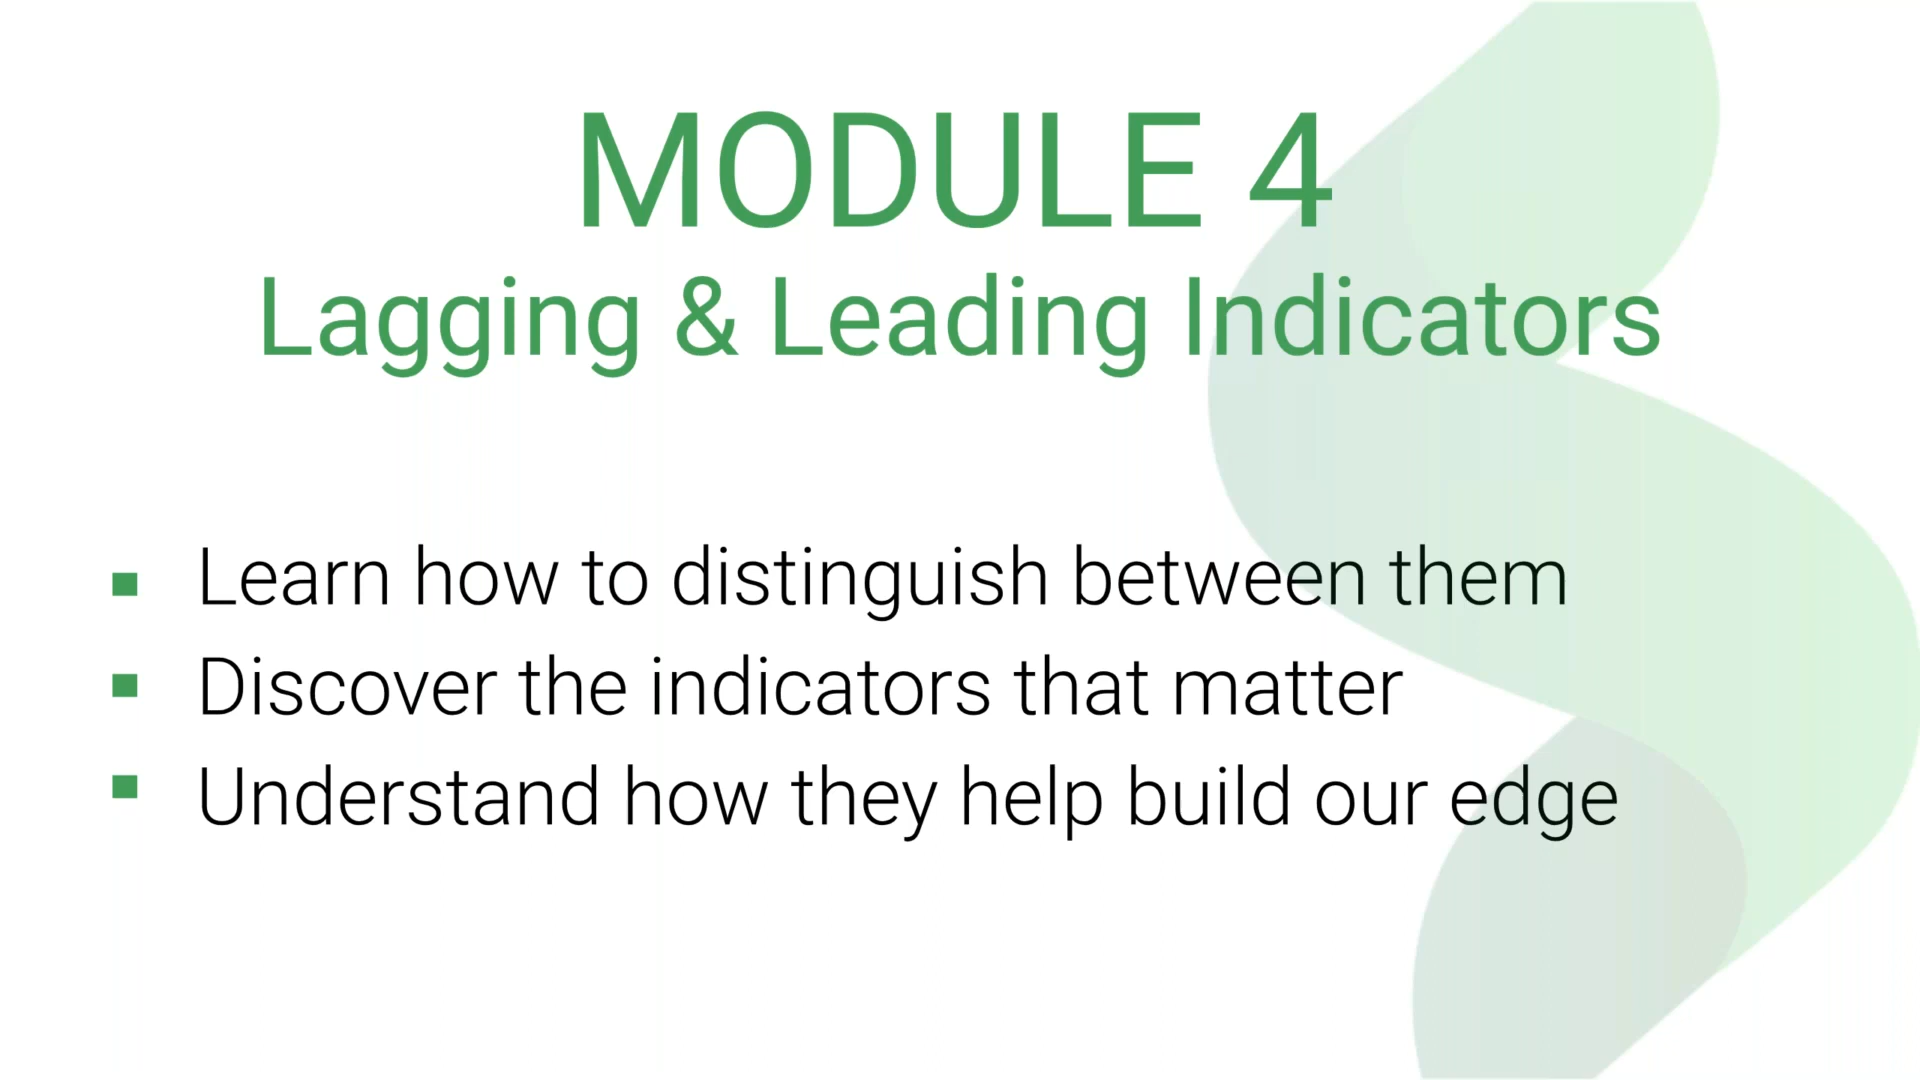 MODULE 4
Lagging & Leading Indicators
Learn how to distinguish between them
Discover the indicators that matter
Understand how they help build our edge